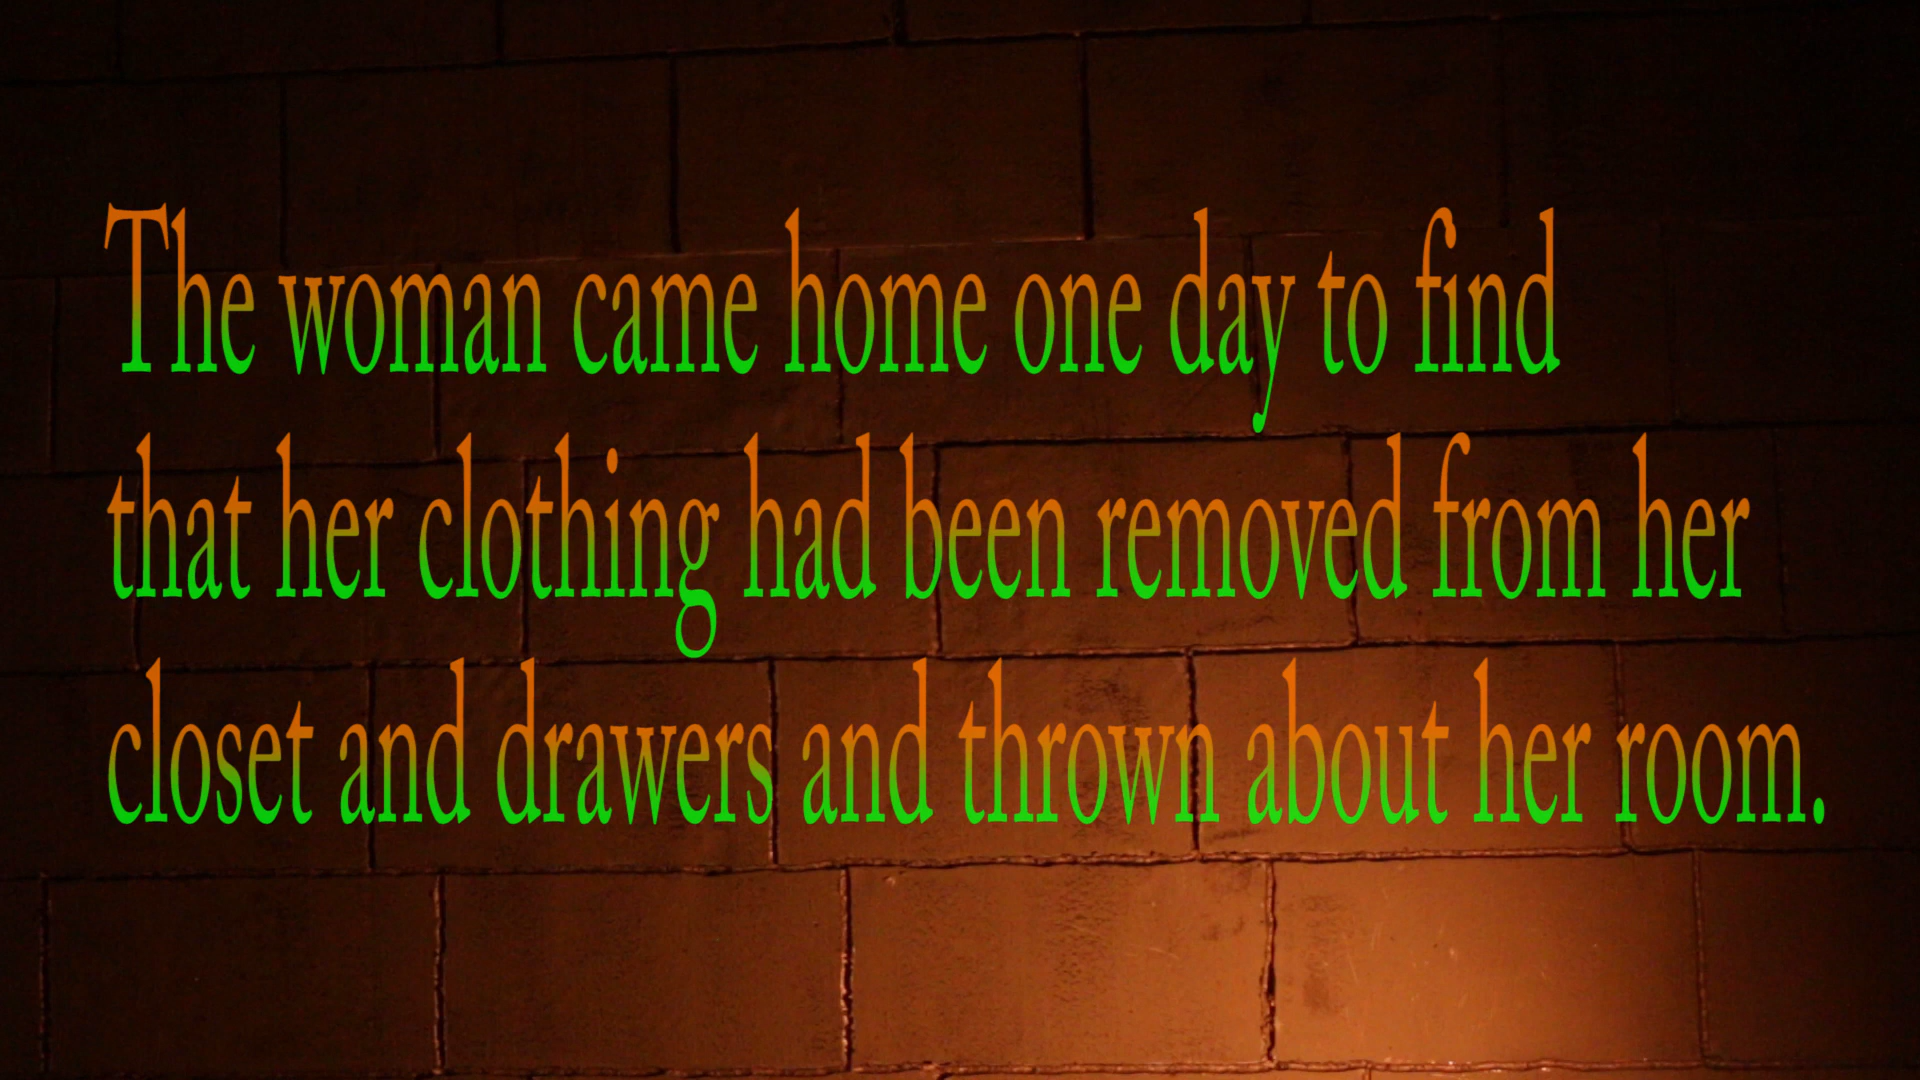 The woman came home one day to find
that her clothing had been removed from her
closet and drawers and thrown about her room.